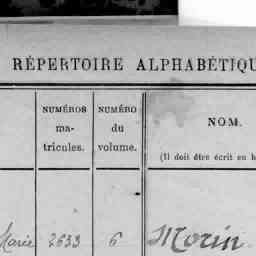 RÉPERTOIRE ALPHABÉTIQU
NUMÉROS
ma-
tricules.
NUMÉRO
du
volume.
NOM.
(Il doit être écrit en b
Marie 2633 6 Morin